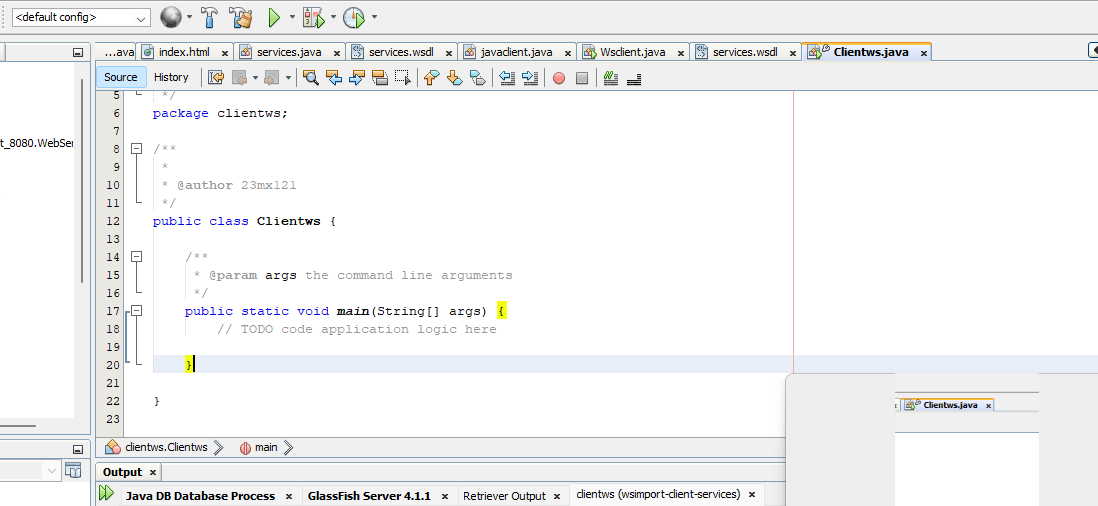 <default config>
...ava index.html x services.java x services.wsdl x javaclient.java x Wsclient.java x services.wsdl x Clientws.java x
Source History
t_8080.WebSer
5 */
6 package clientws;
7
8 /**
9 *
10 * @author 23mx121
11 */
12 public class Clientws {
13
14 /**
15 * @param args the command line arguments
16 */
17 public static void main(String[] args) {
18 // TODO code application logic here
19
20 }
21
22 }
23
Clientws.java x
clientws.Clientws main
Output x
Java DB Database Process x GlassFish Server 4.1.1 x Retriever Output x clientws (wsimport-client-services) x